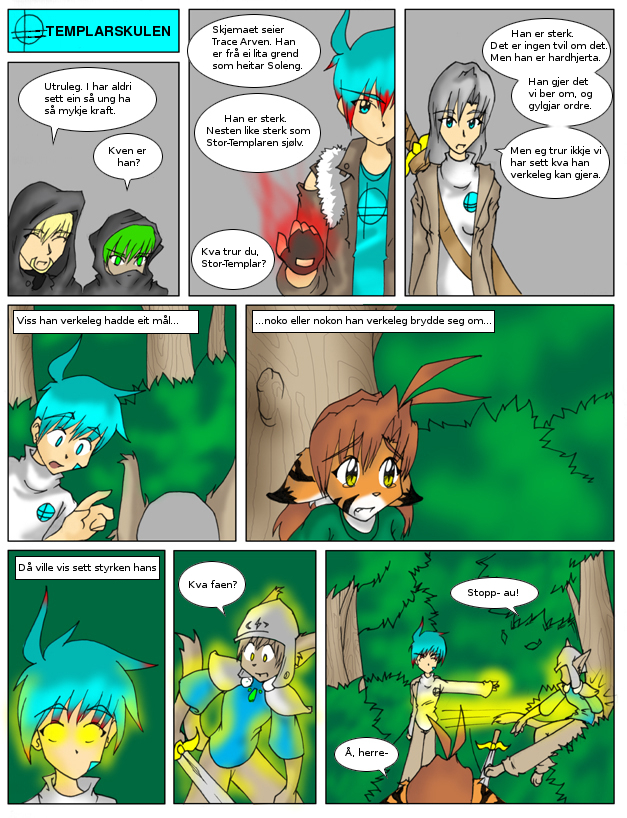 TEMPLARSKULEN
Utruleg. I har aldri
sett ein så ung ha
så mykje kraft.
Kven er
han?
Skjemaet seier
Trace Arven. Han
er frå ei lita grend
som heitar Soleng.
Han er sterk.
Nesten like sterk som
Stor-Templaren sjølv.
Kva trur du,
Stor-Templar?
Han er sterk.
Det er ingen tvil om det.
Men han er hardhjerta.
Han gjer det
vi ber om, og
gylgjar ordre.
Men eg trur ikkje vi
har sett kva han
verkeleg kan gjera.
Viss han verkeleg hadde eit mål...
...noko eller nokon han verkeleg brydde seg om...
Då ville vis sett styrken hans
Kva faen?
Stopp- au!
Å, herre-